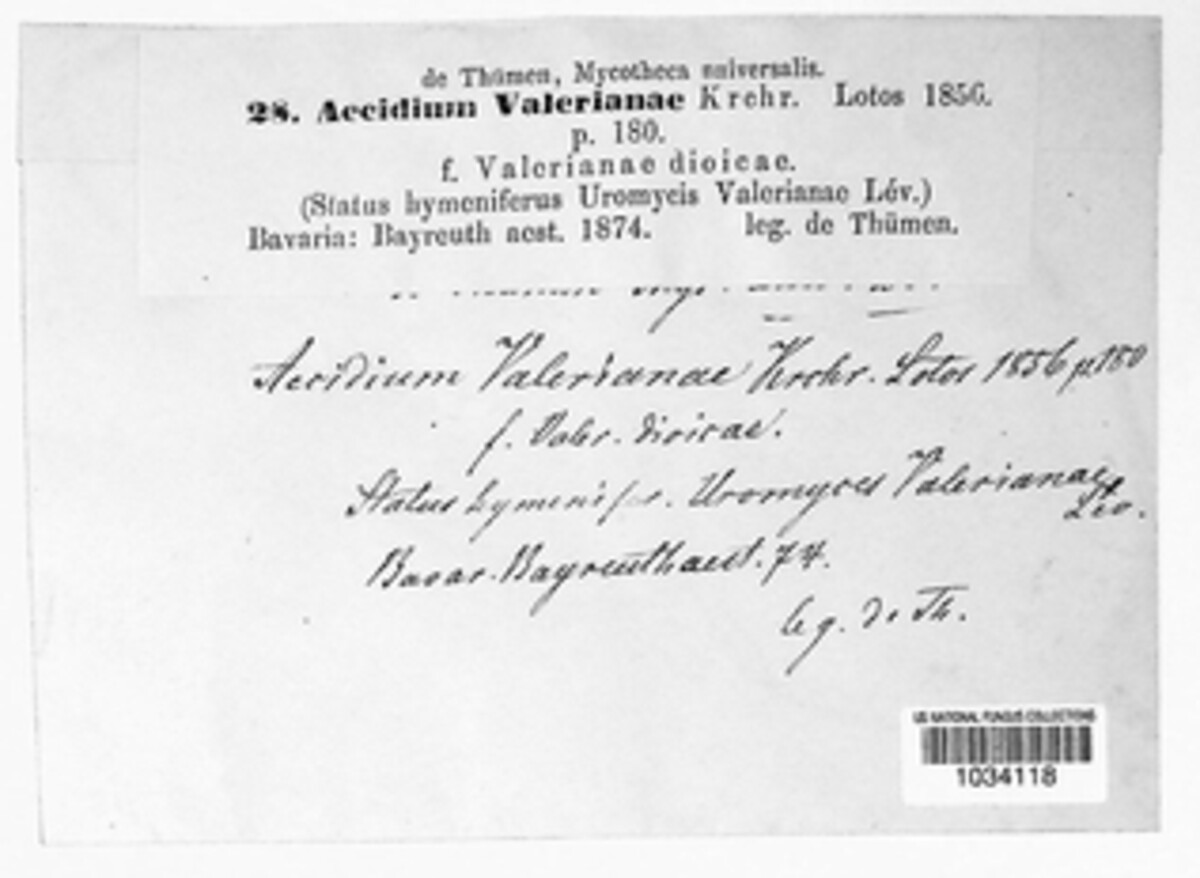 de Thümen, Mycotheca universalis.
28. Aecidium Valerianae Krchr. Lotos 1856.
p. 180.
f. Valerianae dioicae.
(Status hymeniferus Uromycis Valerianae Lév.)
Bavaria: Bayreuth aest. 1874. leg. de Thümen.
Aecidium Valerianae Krchr. Lotos 1856 p. 180
f. Valer. dioicae.
Status hymenifer. Uromyces Valerianae
Lév.
Bavar. Bayreuth aest. 74.
leg. d. Th.
US NATIONAL FUNGUS COLLECTIONS
1034118